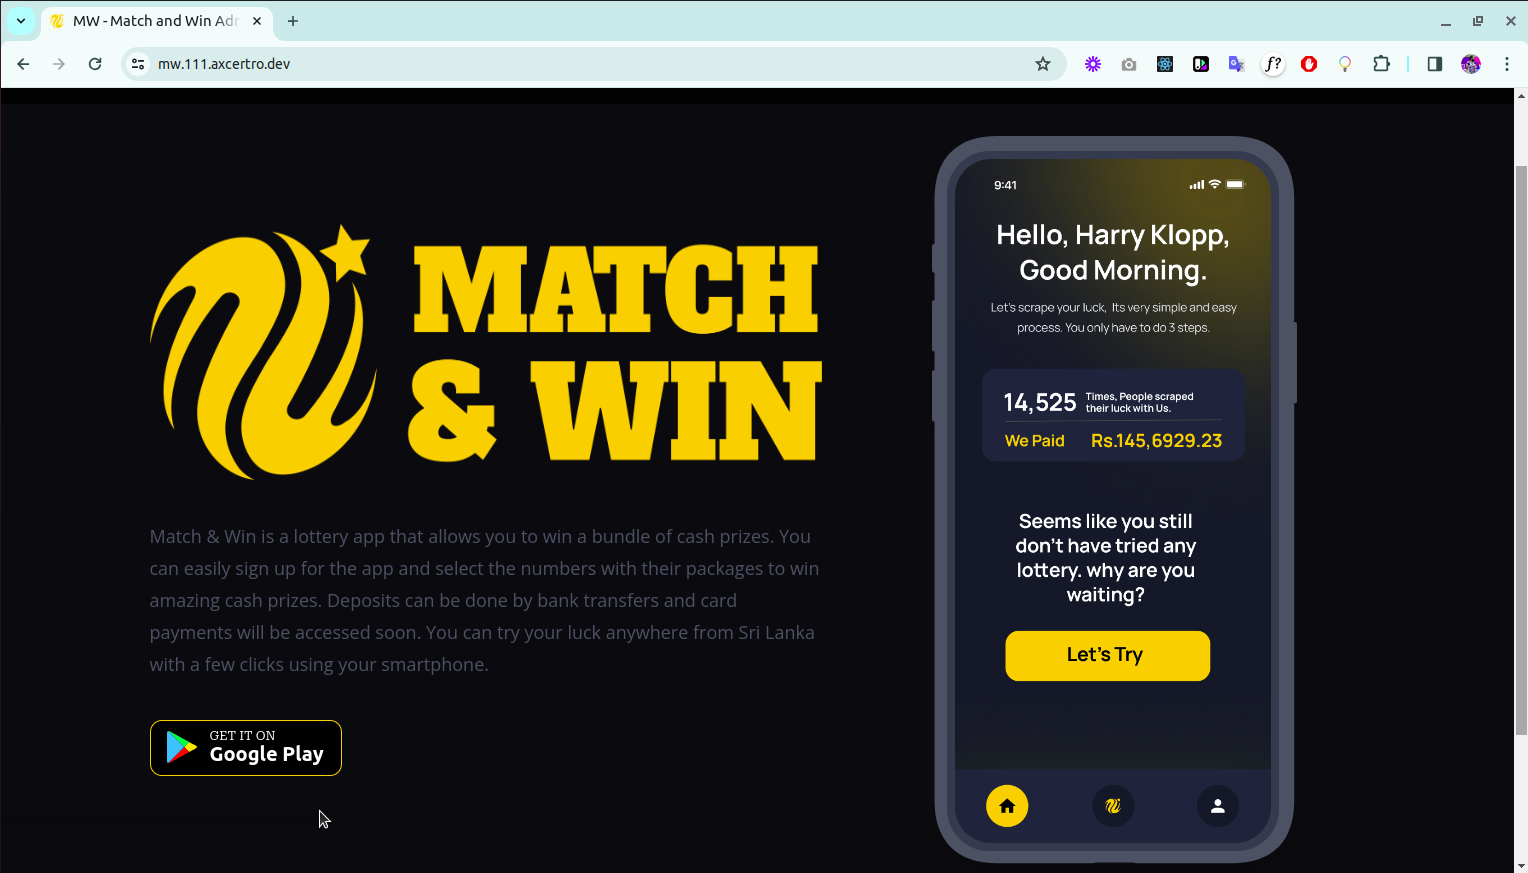 MW - Match and Win Adr
mw.111.axcertro.dev
f?
MATCH
& WIN
Match & Win is a lottery app that allows you to win a bundle of cash prizes. You
can easily sign up for the app and select the numbers with their packages to win
amazing cash prizes. Deposits can be done by bank transfers and card
payments will be accessed soon. You can try your luck anywhere from Sri Lanka
with a few clicks using your smartphone.
GET IT ON
Google Play
9:41
Hello, Harry Klopp,
Good Morning.
Let's scrape your luck, Its very simple and easy
process. You only have to do 3 steps.
14,525
Times, People scraped
their luck with Us.
We Paid Rs.145,6929.23
Seems like you still
don't have tried any
lottery. why are you
waiting?
Let's Try